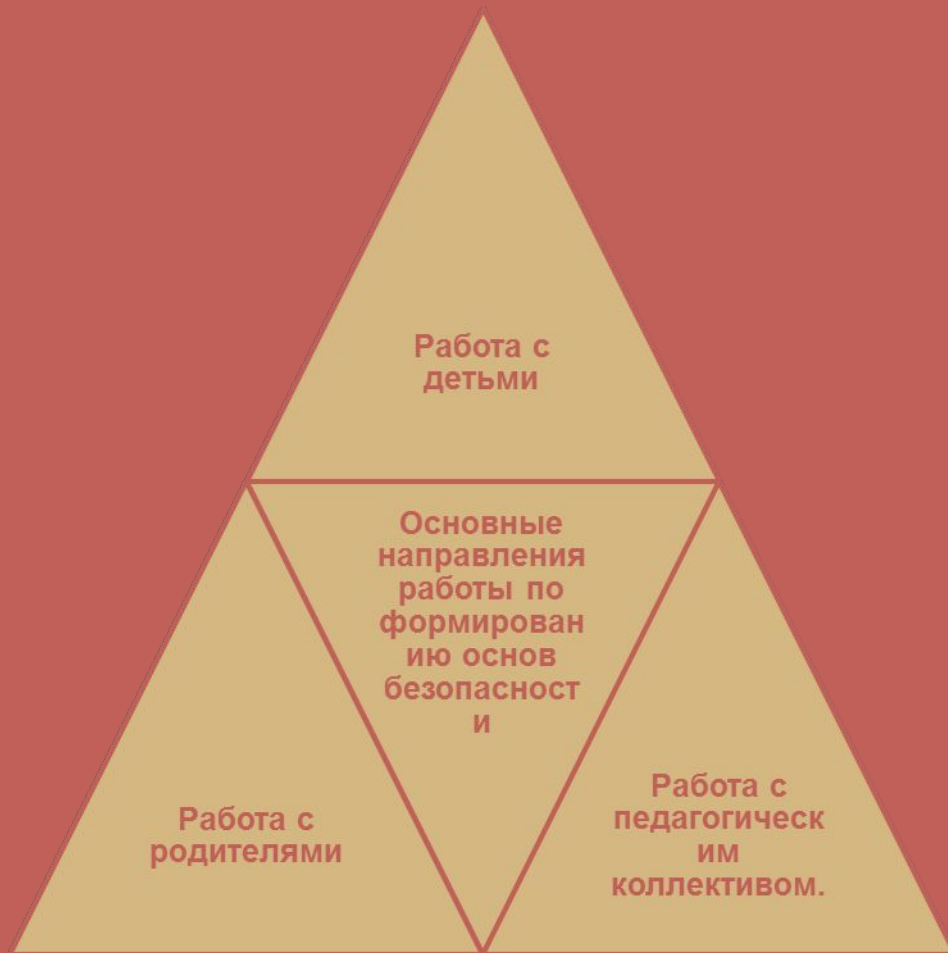 Работа с
детьми
Основные
направления
работы по
формирован
ию основ
безопасност
и
Работа с
родителями
Работа с
педагогическ
им
коллективом.